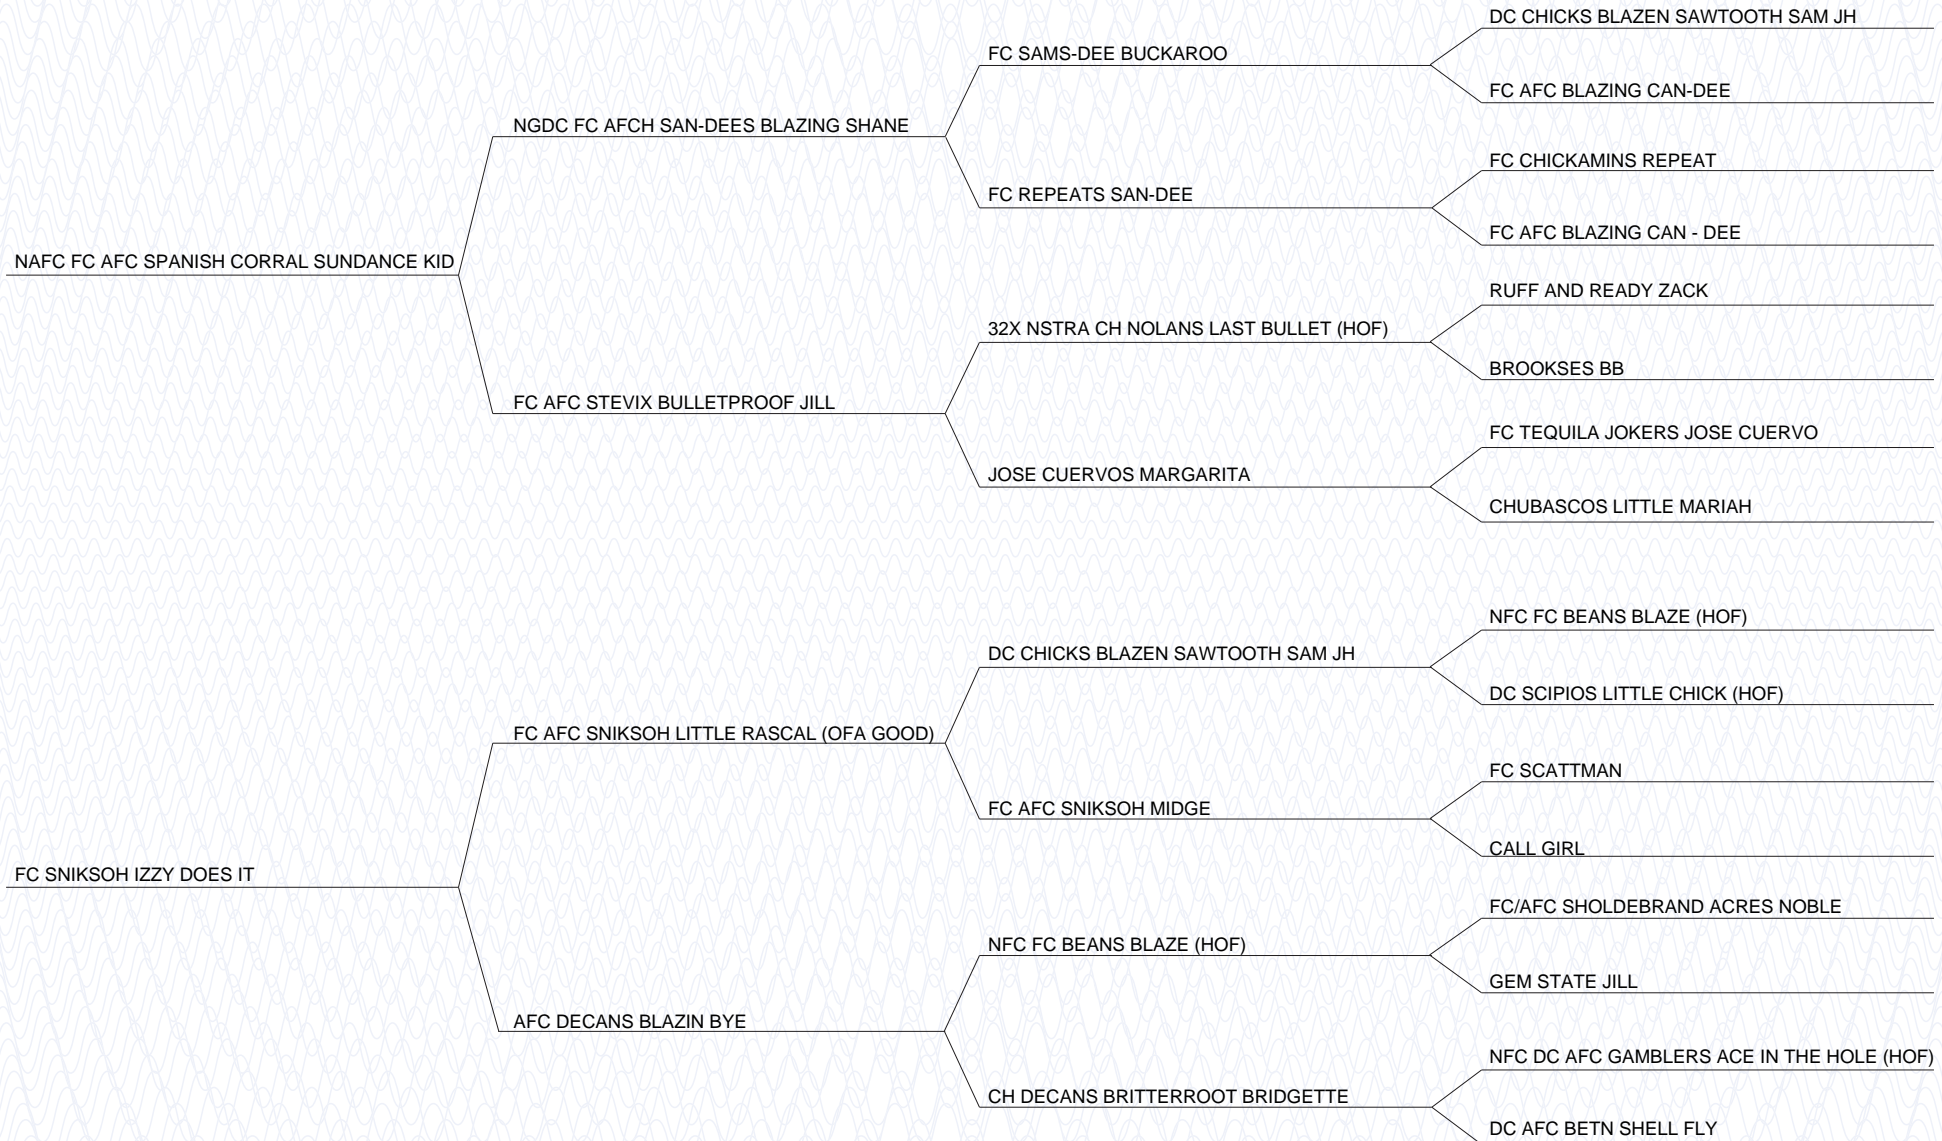 DC CHICKS BLAZEN SAWTOOTH SAM JH
FC SAMS-DEE BUCKAROO
FC AFC BLAZING CAN-DEE
NGDC FC AFCH SAN-DEES BLAZING SHANE
FC CHICKAMINS REPEAT
FC REPEATS SAN-DEE
FC AFC BLAZING CAN - DEE
NAFC FC AFC SPANISH CORRAL SUNDANCE KID
RUFF AND READY ZACK
32X NSTRA CH NOLANS LAST BULLET (HOF)
BROOKSES BB
FC AFC STEVIX BULLETPROOF JILL
FC TEQUILA JOKERS JOSE CUERVO
JOSE CUERVOS MARGARITA
CHUBASCOS LITTLE MARIAH
NFC FC BEANS BLAZE (HOF)
DC CHICKS BLAZEN SAWTOOTH SAM JH
DC SCIPIOS LITTLE CHICK (HOF)
FC AFC SNIKSOH LITTLE RASCAL (OFA GOOD)
FC SCATTMAN
FC AFC SNIKSOH MIDGE
CALL GIRL
FC SNIKSOH IZZY DOES IT
FC/AFC SHOLDEBRAND ACRES NOBLE
NFC FC BEANS BLAZE (HOF)
GEM STATE JILL
AFC DECANS BLAZIN BYE
NFC DC AFC GAMBLERS ACE IN THE HOLE (HOF)
CH DECANS BRITTERROOT BRIDGETTE
DC AFC BETN SHELL FLY